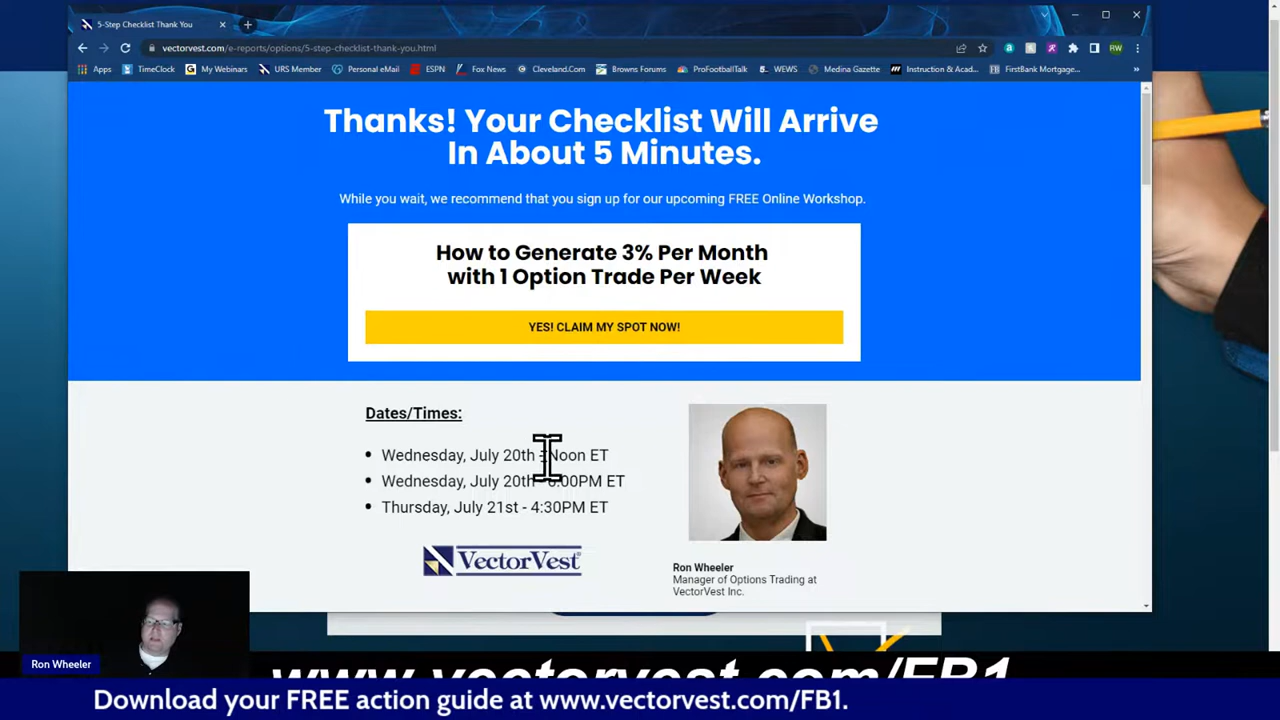 5-Step Checklist Thank You
vectorvest.com/e-reports/options/5-step-checklist-thank-you.html
RW
Apps TimeClock My Webinars URS Member Personal eMail ESPN Fox News Cleveland.Com Browns Forums ProFootballTalk WEWS Medina Gazette Instruction & Acad... FirstBank Mortgage...
Thanks! Your Checklist Will Arrive
In About 5 Minutes.
While you wait, we recommend that you sign up for our upcoming FREE Online Workshop.
How to Generate 3% Per Month
with 1 Option Trade Per Week
YES! CLAIM MY SPOT NOW!
Dates/Times:
Wednesday, July 20th - Noon ET
Wednesday, July 20th - :00PM ET
Thursday, July 21st - 4:30PM ET
VectorVest
Ron Wheeler
Manager of Options Trading at
VectorVest Inc.
Ron Wheeler
www.vectorvest.com/FB1
Download your FREE action guide at www.vectorvest.com/FB1.